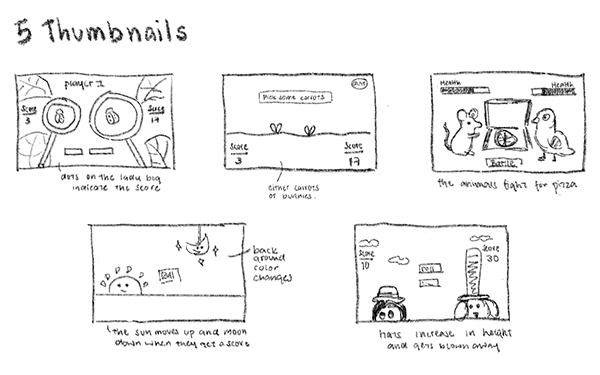 5 Thumbnails
player 1
Score
3
Score
17
dots on the lady bug
indicate the score
Pick some carrots
Score
3
Score
17
either carrots
or bunnies.
Health
Health
Battle
the animals fight for pizza
back
around
color
changes
Roll
the sun moves up and moon
down when they get a score
Score
10
Score
30
roll
hats increase in height
and gets blown away